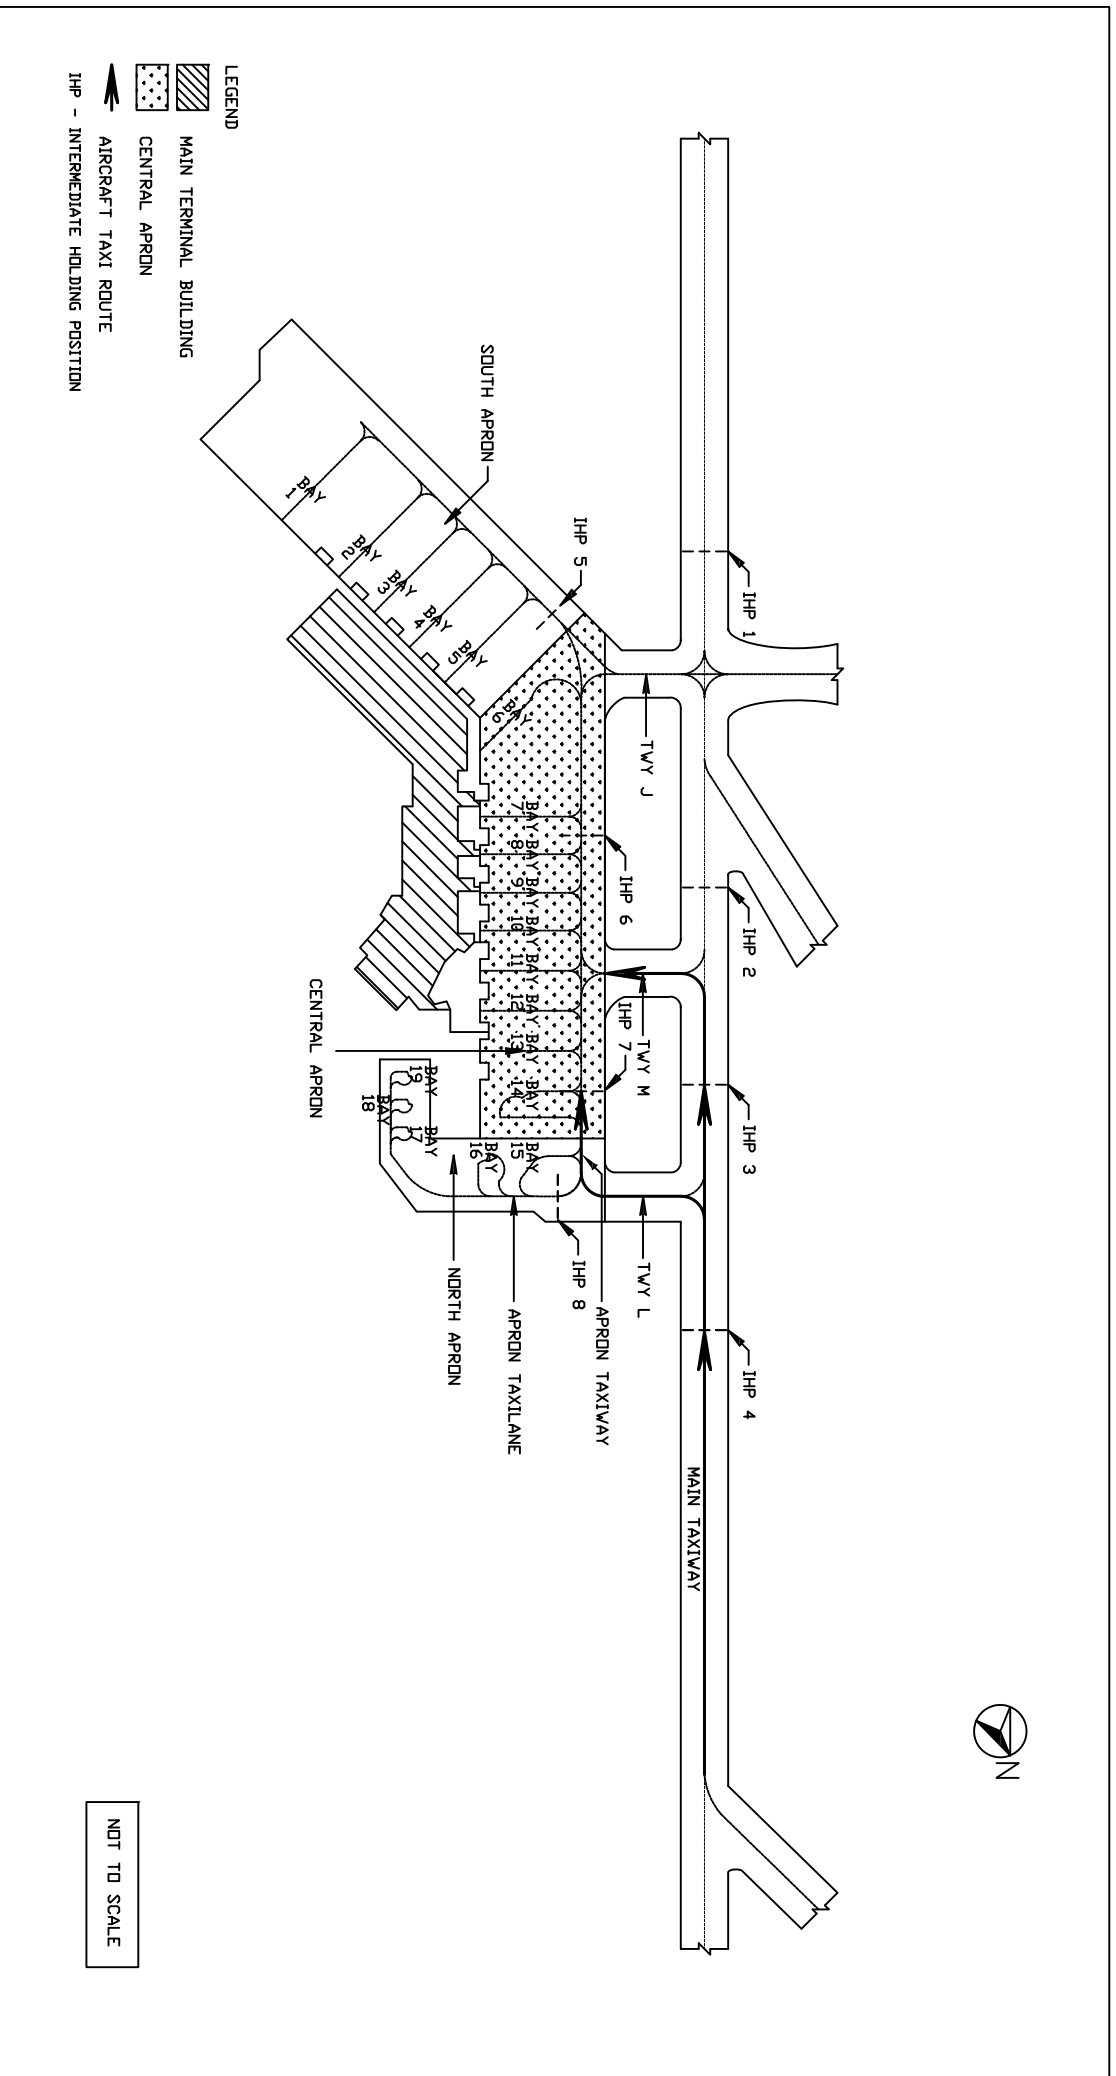 LEGEND
MAIN TERMINAL BUILDING
CENTRAL APRON
AIRCRAFT TAXI ROUTE
IHP - INTERMEDIATE HOLDING POSITION
IHP 1
IHP 2
IHP 3
IHP 4
MAIN TAXIWAY
TWY J
TWY M
TWY L
IHP 5
IHP 6
IHP 7
IHP 8
SOUTH APRON
BAY
1
BAY
2
BAY
3
BAY
4
BAY
5
BAY
6
BAY
7
BAY
8
BAY
9
BAY
10
BAY
11
BAY
12
BAY
13
BAY
14
BAY
15
BAY
16
BAY
17
BAY
18
BAY
19
CENTRAL APRON
APRON TAXIWAY
APRON TAXILANE
NORTH APRON
N
NOT TO SCALE